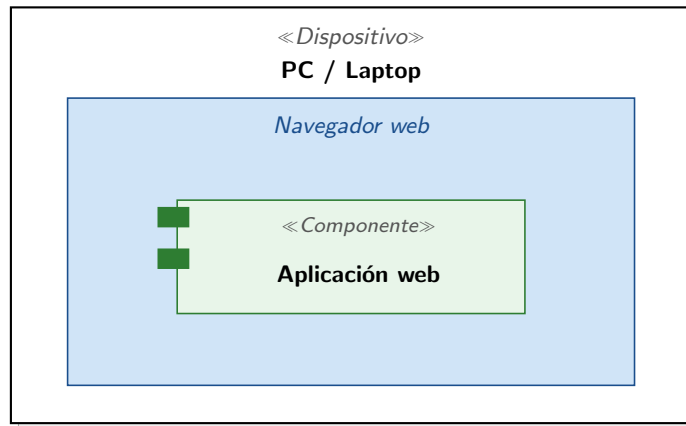 ≪Dispositivo≫
PC / Laptop
Navegador web
≪Componente≫
Aplicación web